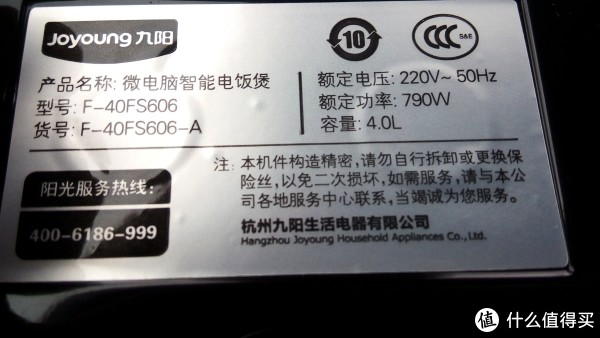 Joyoung 九阳
产品名称: 微电脑智能电饭煲
型号: F-40FS606
货号: F-40FS606-A
10
CCC S&E
额定电压: 220V~ 50Hz
额定功率: 790W
容量: 4.0L
阳光服务热线:
400-6186-999
注: 本机件构造精密,请勿自行拆卸或更换保
险丝,以免二次损坏,如需服务,请与本公
司各地服务中心联系,当竭诚为您服务。
杭州九阳生活电器有限公司
Hangzhou Joyoung Household Appliances Co., Ltd.
值 什么值得买